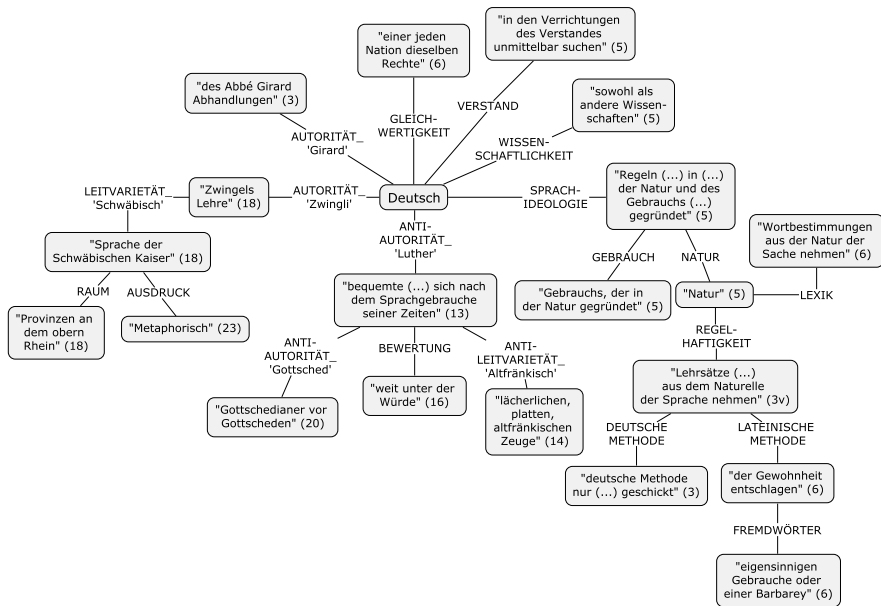 "in den Verrichtungen
des Verstandes
unmittelbar suchen" (5)
"einer jeden
Nation dieselben
Rechte" (6)
"des Abbé Girard
Abhandlungen" (3)
"sowohl als
andere Wissen-
schaften" (5)
VERSTAND
GLEICH-
WERTIGKEIT
AUTORITÄT_
'Girard'
WISSEN-
SCHAFTLICHKEIT
"Regeln (...) in (...)
der Natur und des
Gebrauchs (...)
gegründet" (5)
LEITVARIETÄT_
'Schwäbisch'
"Zwingels
Lehre" (18)
AUTORITÄT_
'Zwingli'
Deutsch
SPRACH-
IDEOLOGIE
"Wortbestimmungen
aus der Natur der
Sache nehmen" (6)
ANTI-
AUTORITÄT_
'Luther'
"Sprache der
Schwäbischen Kaiser" (18)
GEBRAUCH
NATUR
RAUM
AUSDRUCK
"bequemte (...) sich nach
dem Sprachgebrauche
seiner Zeiten" (13)
"Gebrauchs, der in
der Natur gegründet" (5)
"Natur" (5)
LEXIK
"Provinzen an
dem obern
Rhein" (18)
"Metaphorisch" (23)
REGEL-
HAFTIGKEIT
ANTI-
AUTORITÄT_
'Gottsched'
BEWERTUNG
ANTI-
LEITVARIETÄT_
'Altfränkisch'
"Lehrsätze (...)
aus dem Naturelle
der Sprache nehmen" (3v)
"Gottschedianer vor
Gottscheden" (20)
"weit unter der
Würde" (16)
"lächerlichen,
platten,
altfränkischen
Zeuge" (14)
DEUTSCHE
METHODE
LATEINISCHE
METHODE
"deutsche Methode
nur (...) geschickt" (3)
"der Gewohnheit
entschlagen" (6)
FREMDWÖRTER
"eigensinnigen
Gebrauche oder
einer Barbarey" (6)